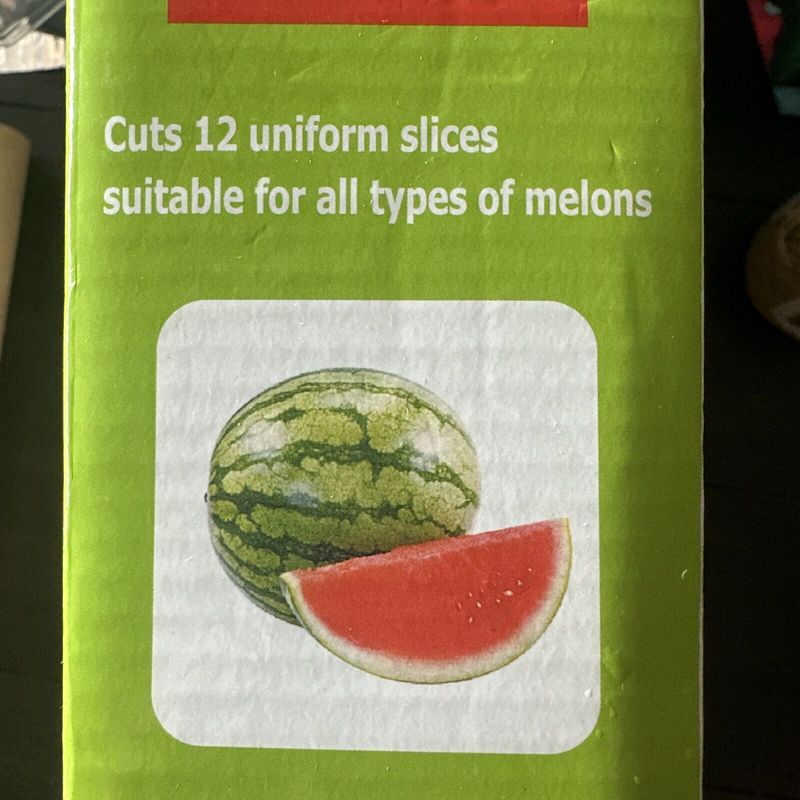 Cuts 12 uniform slices
suitable for all types of melons